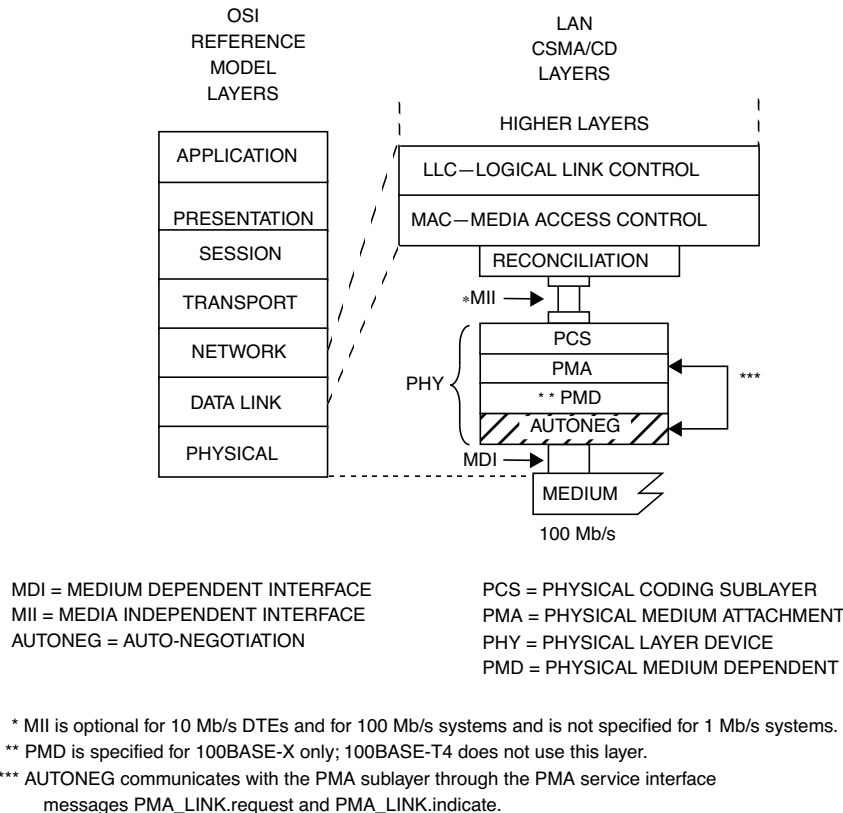 OSI
REFERENCE
MODEL
LAYERS
LAN
CSMA/CD
LAYERS
HIGHER LAYERS
APPLICATION
PRESENTATION
SESSION
TRANSPORT
NETWORK
DATA LINK
PHYSICAL
LLC—LOGICAL LINK CONTROL
MAC—MEDIA ACCESS CONTROL
RECONCILIATION
*MII
PCS
PMA
** PMD
AUTONEG
PHY
***
MDI
MEDIUM
100 Mb/s
MDI = MEDIUM DEPENDENT INTERFACE
MII = MEDIA INDEPENDENT INTERFACE
AUTONEG = AUTO-NEGOTIATION
PCS = PHYSICAL CODING SUBLAYER
PMA = PHYSICAL MEDIUM ATTACHMENT
PHY = PHYSICAL LAYER DEVICE
PMD = PHYSICAL MEDIUM DEPENDENT
* MII is optional for 10 Mb/s DTEs and for 100 Mb/s systems and is not specified for 1 Mb/s systems.
** PMD is specified for 100BASE-X only; 100BASE-T4 does not use this layer.
*** AUTONEG communicates with the PMA sublayer through the PMA service interface
messages PMA_LINK.request and PMA_LINK.indicate.